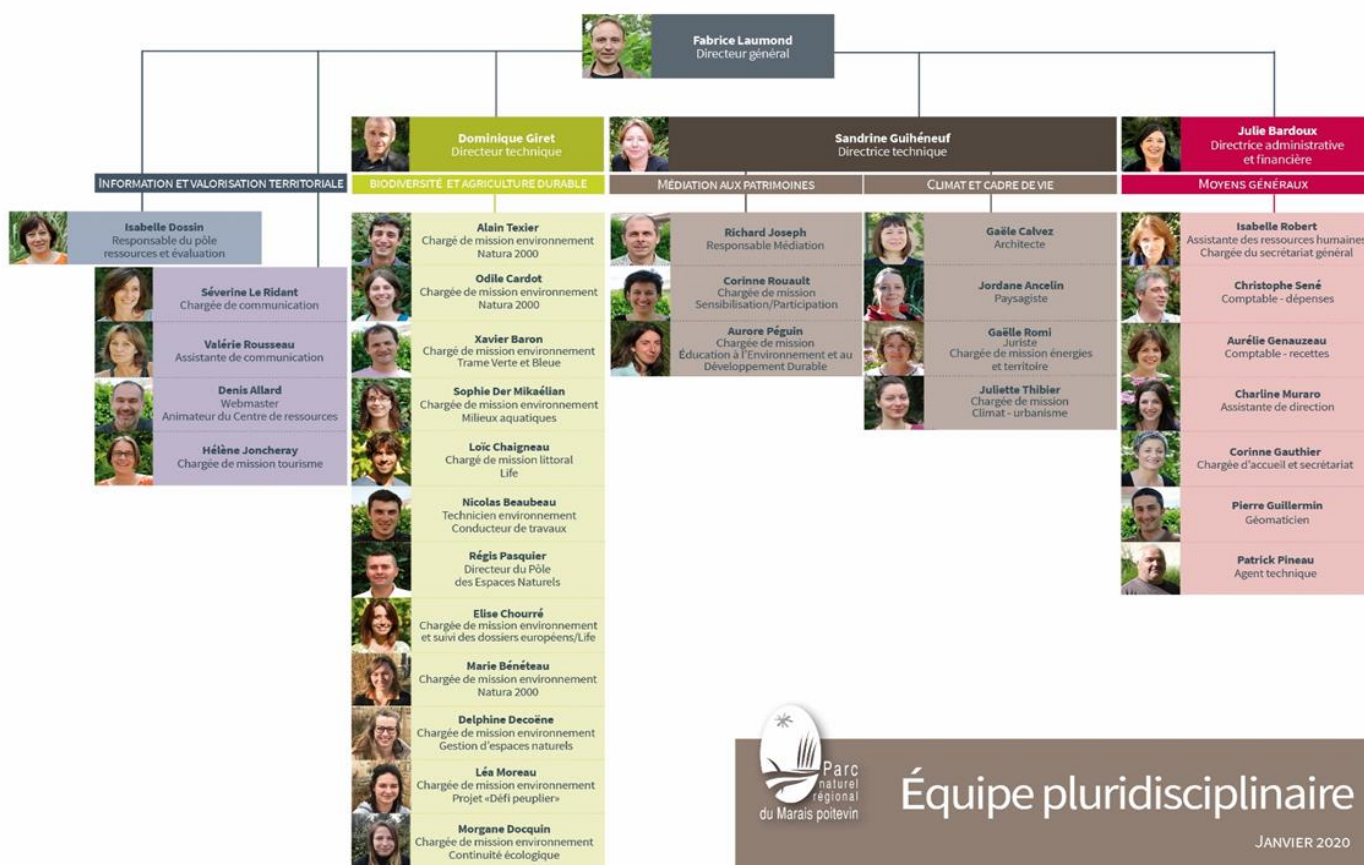 Fabrice Laumond
Directeur général
Dominique Giret
Directeur technique
Sandrine Guihéneuf
Directrice technique
Julie Bardoux
Directrice administrative
et financière
INFORMATION ET VALORISATION TERRITORIALE
BIODIVERSITÉ ET AGRICULTURE DURABLE
MÉDIATION AUX PATRIMOINES
CLIMAT ET CADRE DE VIE
MOYENS GÉNÉRAUX
Isabelle Dossin
Responsable du pôle
ressources et évaluation
Séverine Le Ridant
Chargée de communication
Valérie Rousseau
Assistante de communication
Denis Allard
Webmaster
Animateur du Centre de ressources
Hélène Joncheray
Chargée de mission tourisme
Alain Texier
Chargé de mission environnement
Natura 2000
Odile Cardot
Chargée de mission environnement
Natura 2000
Xavier Baron
Chargé de mission environnement
Trame Verte et Bleue
Sophie Der Mikaélian
Chargée de mission environnement
Milieux aquatiques
Loïc Chaigneau
Chargé de mission littoral
Life
Nicolas Beaubeau
Technicien environnement
Conducteur de travaux
Régis Pasquier
Directeur du Pôle
des Espaces Naturels
Elise Chourré
Chargée de mission environnement
et suivi des dossiers européens/Life
Marie Bénéteau
Chargée de mission environnement
Natura 2000
Delphine Decoëne
Chargée de mission environnement
Gestion d'espaces naturels
Léa Moreau
Chargée de mission environnement
Projet «Défi peuplier»
Morgane Docquin
Chargée de mission environnement
Continuité écologique
Richard Joseph
Responsable Médiation
Corinne Rouault
Chargée de mission
Sensibilisation/Participation
Aurore Péguin
Chargée de mission
Éducation à l'Environnement et au
Développement Durable
Gaële Calvez
Architecte
Jordane Ancelin
Paysagiste
Gaëlle Romi
Juriste
Chargée de mission énergies
et territoire
Juliette Thibier
Chargée de mission
Climat - urbanisme
Isabelle Robert
Assistante des ressources humaines
Chargée du secrétariat général
Christophe Sené
Comptable - dépenses
Aurélie Genauzeau
Comptable - recettes
Charline Muraro
Assistante de direction
Corinne Gauthier
Chargée d'accueil et secrétariat
Pierre Guillermin
Géomaticien
Patrick Pineau
Agent technique
Parc
naturel
régional
du Marais poitevin
Équipe pluridisciplinaire
JANVIER 2020